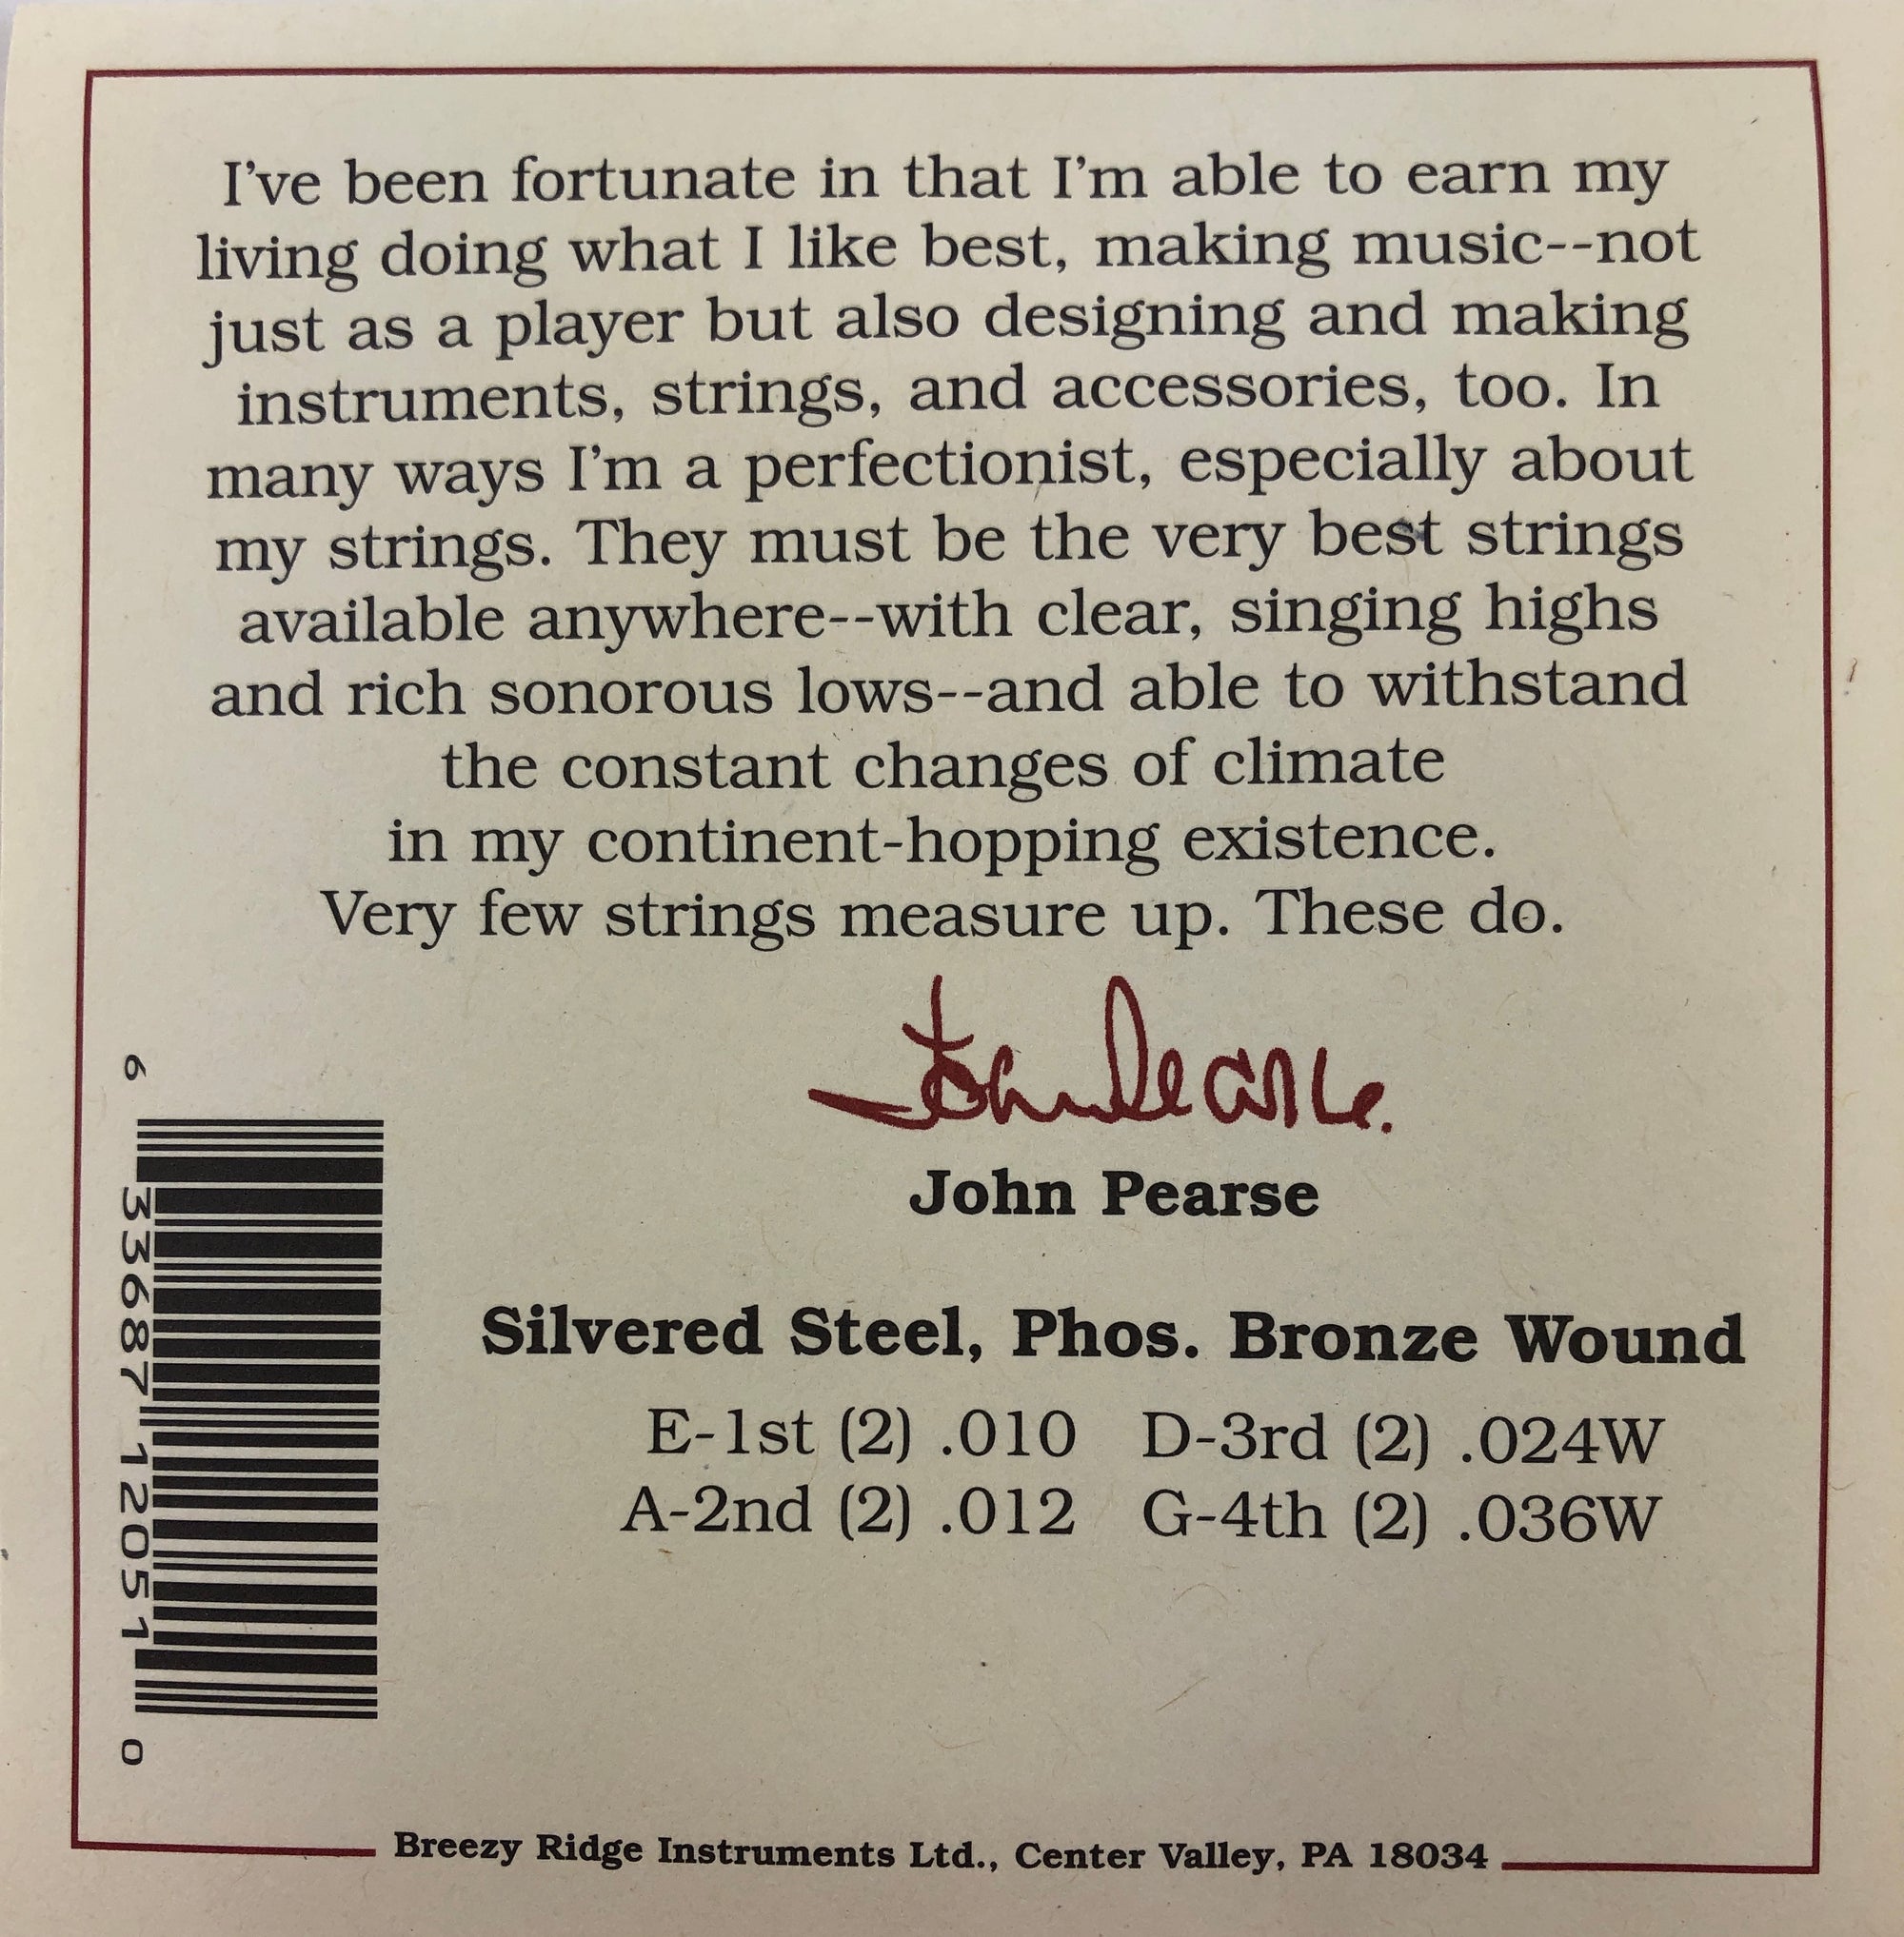 I've been fortunate in that I'm able to earn my
living doing what I like best, making music--not
just as a player but also designing and making
instruments, strings, and accessories, too. In
many ways I'm a perfectionist, especially about
my strings. They must be the very best strings
available anywhere--with clear, singing highs
and rich sonorous lows--and able to withstand
the constant changes of climate
in my continent-hopping existence.
Very few strings measure up. These do.
John Pearse.
John Pearse
Silvered Steel, Phos. Bronze Wound
E-1st (2) .010 D-3rd (2) .024W
A-2nd (2) .012 G-4th (2) .036W
6 33687 12051 0
Breezy Ridge Instruments Ltd., Center Valley, PA 18034